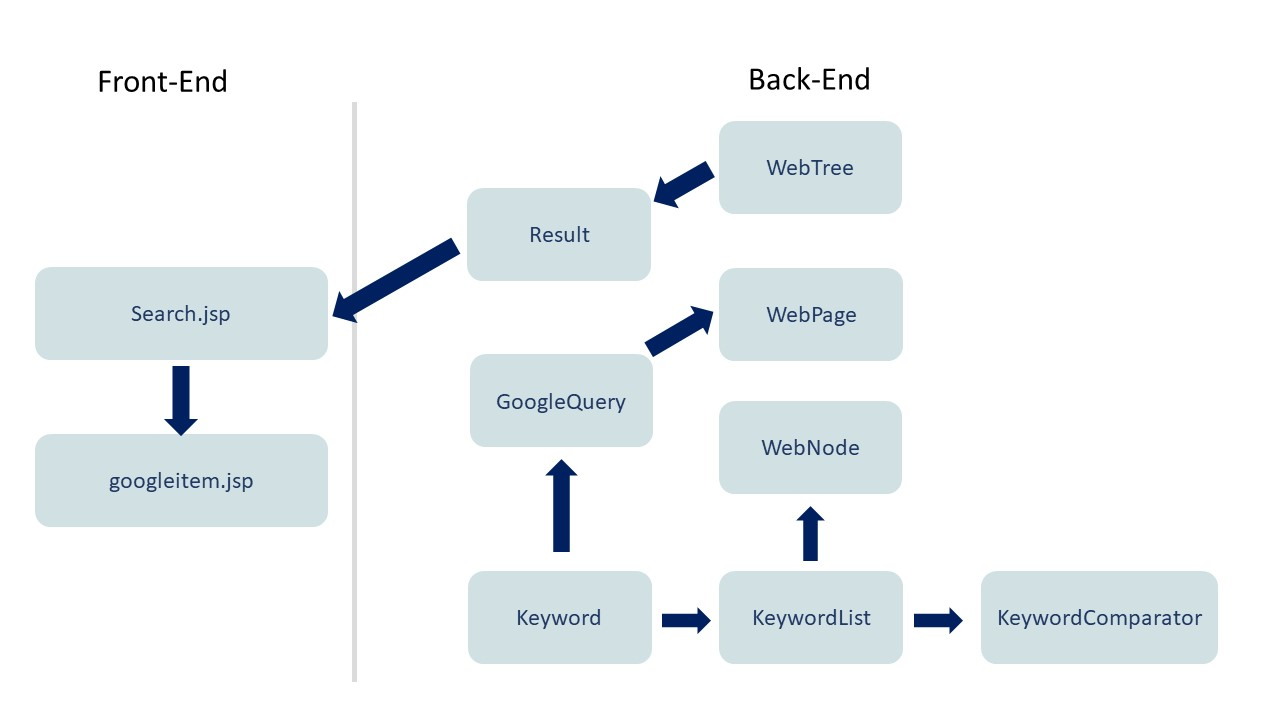 Front-End
Back-End
WebTree
Result
Search.jsp
WebPage
GoogleQuery
WebNode
googleitem.jsp
Keyword
KeywordList
KeywordComparator